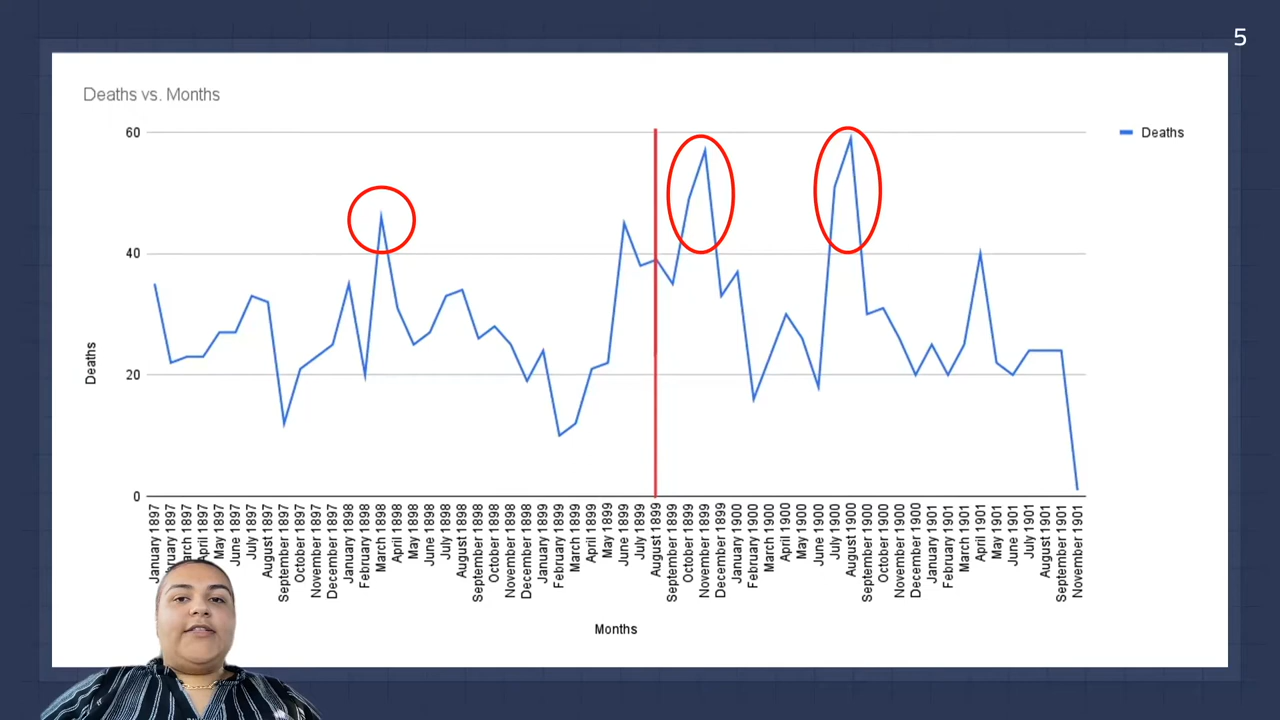 5
Deaths vs. Months
Deaths
60
40
20
0
Deaths
January 1897
April 1897
May 1897
June 1897
July 1897
August 1897
September 1897
October 1897
November 1897
December 1897
January 1898
February 1898
March 1898
April 1898
May 1898
June 1898
July 1898
August 1898
September 1898
October 1898
November 1898
December 1898
January 1899
February 1899
March 1899
April 1899
May 1899
June 1899
July 1899
August 1899
September 1899
October 1899
November 1899
December 1899
January 1900
February 1900
March 1900
April 1900
May 1900
June 1900
July 1900
August 1900
September 1900
October 1900
November 1900
December 1900
January 1901
February 1901
March 1901
April 1901
May 1901
June 1901
July 1901
August 1901
September 1901
November 1901
Months